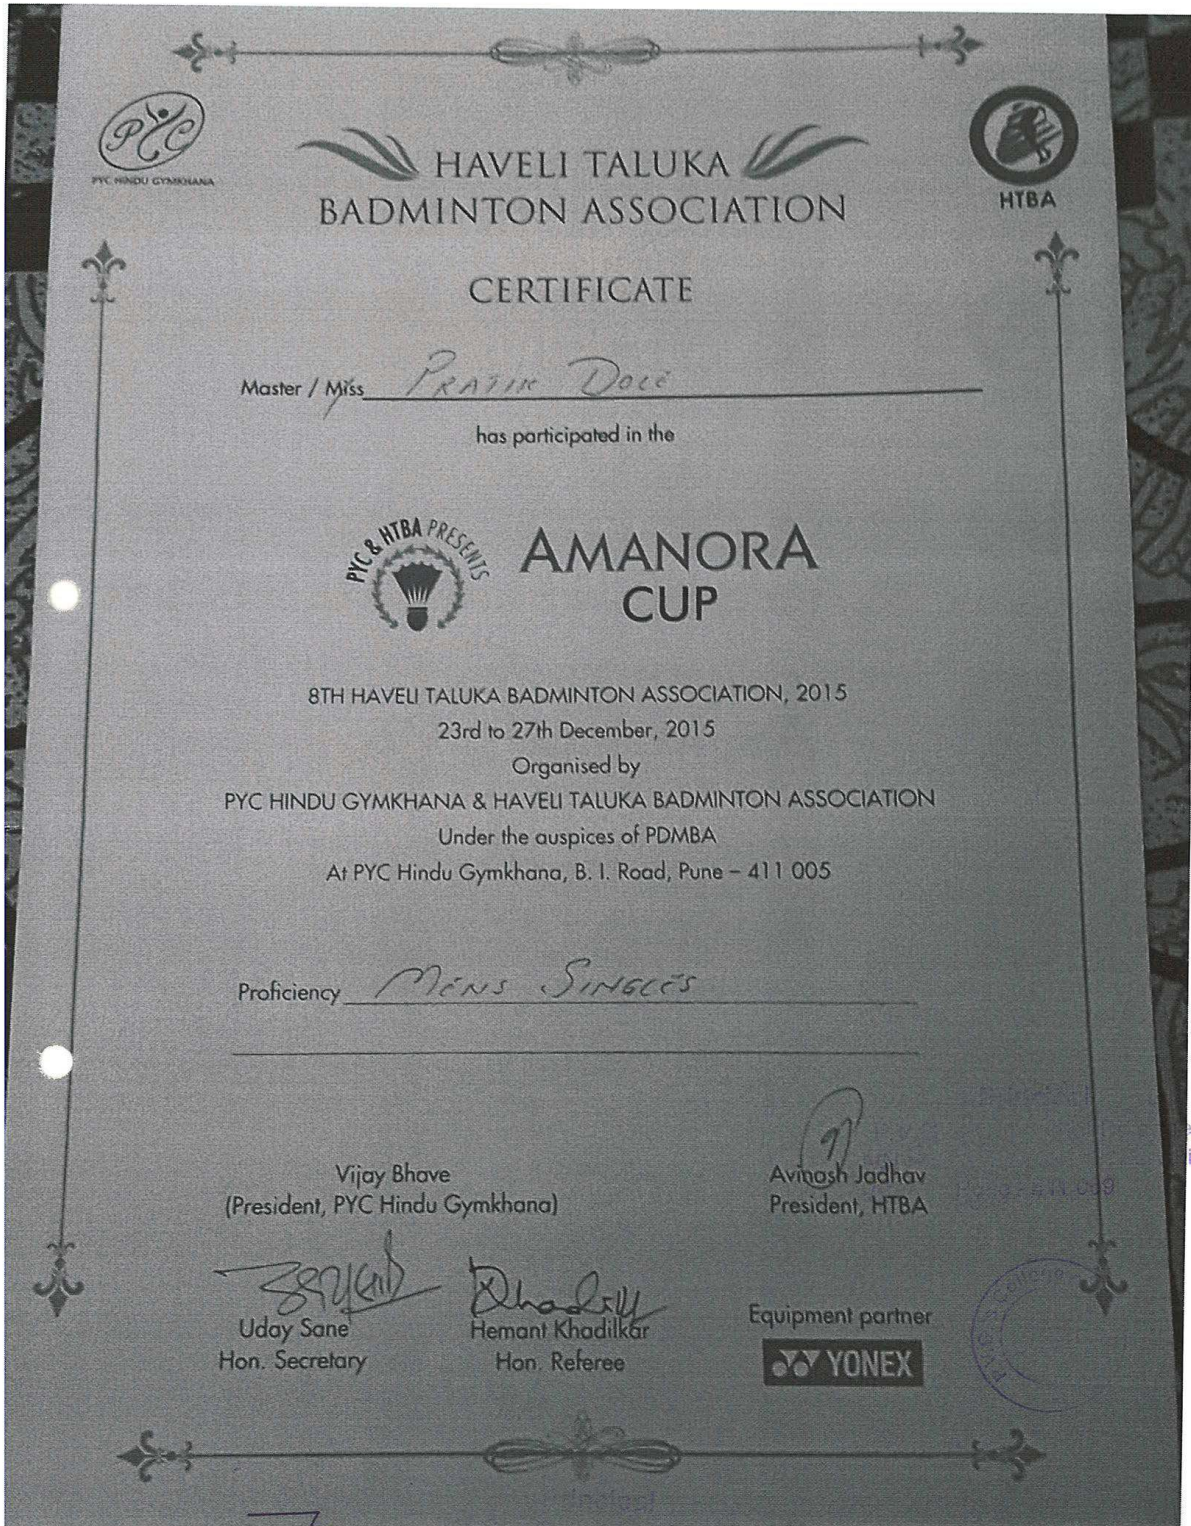 PYC
PYC HINDU GYMKHANA
HTBA
HAVELI TALUKA
BADMINTON ASSOCIATION
CERTIFICATE
Master / Miss PRATIK DOLE
has participated in the
PYC & HTBA PRESENTS
AMANORA
CUP
8TH HAVELI TALUKA BADMINTON ASSOCIATION, 2015
23rd to 27th December, 2015
Organised by
PYC HINDU GYMKHANA & HAVELI TALUKA BADMINTON ASSOCIATION
Under the auspices of PDMBA
At PYC Hindu Gymkhana, B. I. Road, Pune – 411 005
Proficiency MENS SINGLES
Vijay Bhave
(President, PYC Hindu Gymkhana)
Avinash Jadhav
President, HTBA
Uday Sane
Hon. Secretary
Hemant Khadilkar
Hon. Referee
Equipment partner
YONEX
College
Principal